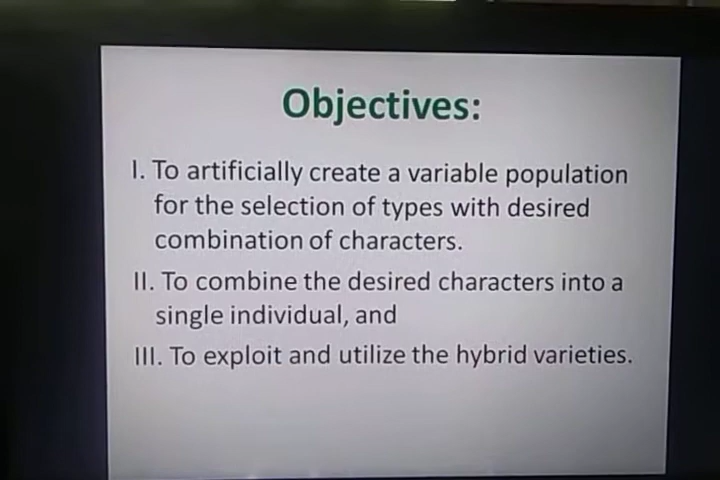 Objectives:
I. To artificially create a variable population
for the selection of types with desired
combination of characters.
II. To combine the desired characters into a
single individual, and
III. To exploit and utilize the hybrid varieties.